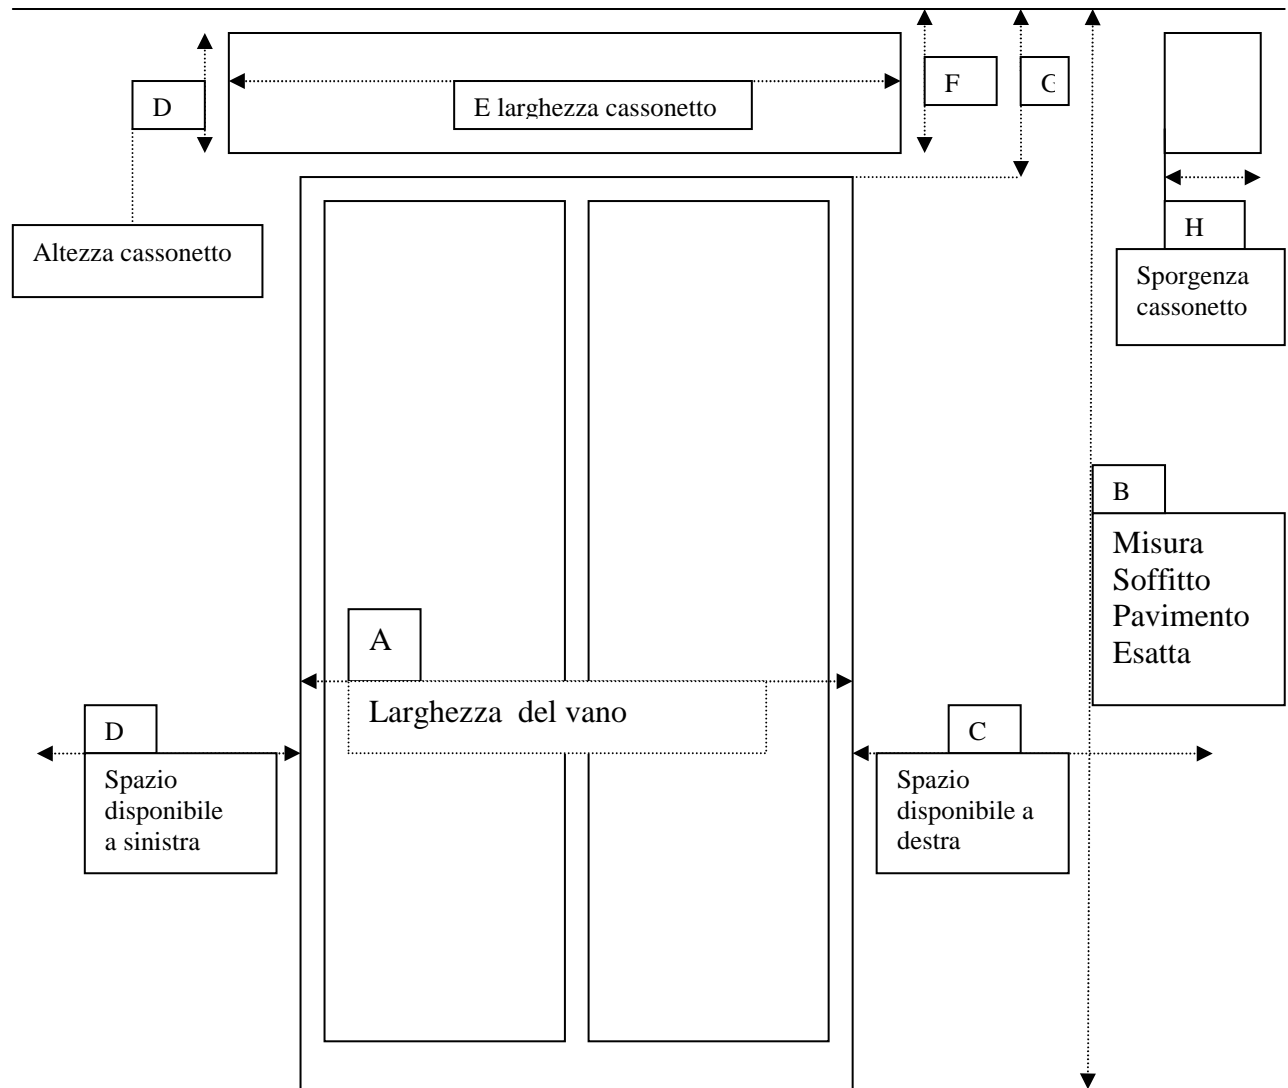 D
E larghezza cassonetto
F
Altezza cassonetto
H
Sporgenza
cassonetto
B
Misura
Soffitto
Pavimento
Esatta
A
Larghezza del vano
D
Spazio
disponibile
a sinistra
C
Spazio
disponibile a
destra